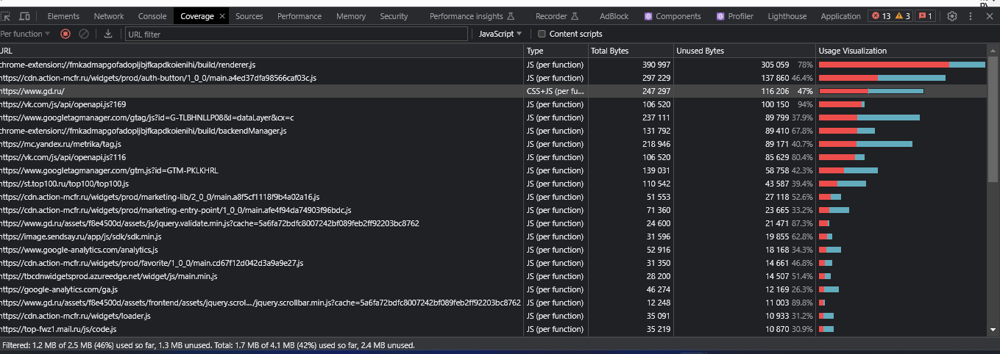 Elements Network Console Coverage × Sources Performance Memory Security Performance insights Recorder AdBlock Components Profiler Lighthouse Application 13 3 1
Per function URL filter JavaScript Content scripts
URL Type Total Bytes Unused Bytes Usage Visualization
chrome-extension://fmkadmapgofadopljbjfkapdkoienihi/build/renderer.js JS (per function) 390 997 305 059 78%
https://cdn.action-mcfr.ru/widgets/prod/auth-button/1_0_0/main.a4ed37dfa98566caf03c.js JS (per function) 297 229 137 860 46.4%
https://www.gd.ru/ CSS+JS (per fu... 247 297 116 206 47%
https://vk.com/js/api/openapi.js?169 JS (per function) 106 520 100 150 94%
https://www.googletagmanager.com/gtag/js?id=G-TLBHNLLP08&l=dataLayer&cx=c JS (per function) 237 111 89 799 37.9%
chrome-extension://fmkadmapgofadopljbjfkapdkoienihi/build/backendManager.js JS (per function) 131 792 89 410 67.8%
https://mc.yandex.ru/metrika/tag.js JS (per function) 218 946 89 171 40.7%
https://vk.com/js/api/openapi.js?116 JS (per function) 106 520 85 629 80.4%
https://www.googletagmanager.com/gtm.js?id=GTM-PKLKHRL JS (per function) 139 031 58 758 42.3%
https://st.top100.ru/top100/top100.js JS (per function) 110 542 43 587 39.4%
https://cdn.action-mcfr.ru/widgets/prod/marketing-lib/2_0_0/main.a8f5cf1118f9b4a02a16.js JS (per function) 51 553 27 118 52.6%
https://cdn.action-mcfr.ru/widgets/prod/marketing-entry-point/1_0_0/main.afe4f94da74903f96bdc.js JS (per function) 71 360 23 665 33.2%
https://www.gd.ru/assets/f8e4500d/assets/js/jquery.validate.min.js?cache=5a6fa72bdfc8007242bf089feb2ff92203bc8762 JS (per function) 24 600 21 471 87.3%
https://image.sendsay.ru/app/js/sdk/sdk.min.js JS (per function) 31 596 19 855 62.8%
https://www.google-analytics.com/analytics.js JS (per function) 52 916 18 168 34.3%
https://cdn.action-mcfr.ru/widgets/prod/favorite/1_0_0/main.cd67f12d042d3a9a9e27.js JS (per function) 31 350 14 661 46.8%
https://tbcdnwidgetsprod.azureedge.net/widget/js/main.min.js JS (per function) 28 200 14 507 51.4%
https://google-analytics.com/ga.js JS (per function) 46 274 12 169 26.3%
https://www.gd.ru/assets/f8e4500d/assets/frontend/assets/jquery.scrol... /jquery.scrollbar.min.js?cache=5a6fa72bdfc8007242bf089feb2ff92203bc8762 JS (per function) 12 248 11 003 89.8%
https://cdn.action-mcfr.ru/widgets/loader.js JS (per function) 35 091 10 933 31.2%
https://top-fwz1.mail.ru/js/code.js JS (per function) 35 219 10 870 30.9%
Filtered: 1.2 MB of 2.5 MB (46%) used so far, 1.3 MB unused. Total: 1.7 MB of 4.1 MB (42%) used so far, 2.4 MB unused.